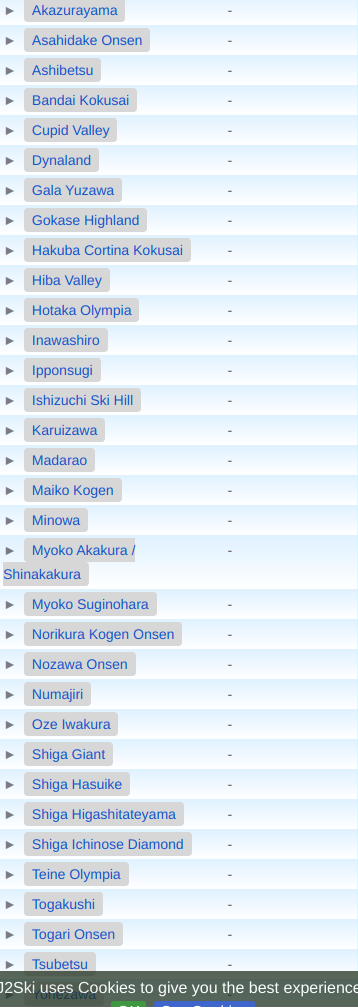 ► Akazurayama -
► Asahidake Onsen -
► Ashibetsu -
► Bandai Kokusai -
► Cupid Valley -
► Dynaland -
► Gala Yuzawa -
► Gokase Highland -
► Hakuba Cortina Kokusai -
► Hiba Valley -
► Hotaka Olympia -
► Inawashiro -
► Ipponsugi -
► Ishizuchi Ski Hill -
► Karuizawa -
► Madarao -
► Maiko Kogen -
► Minowa -
► Myoko Akakura / -
Shinakakura
► Myoko Suginohara -
► Norikura Kogen Onsen -
► Nozawa Onsen -
► Numajiri -
► Oze Iwakura -
► Shiga Giant -
► Shiga Hasuike -
► Shiga Higashitateyama -
► Shiga Ichinose Diamond -
► Teine Olympia -
► Togakushi -
► Togari Onsen -
► Tsubetsu -
J2Ski uses Cookies to give you the best experience
► Yonezawa